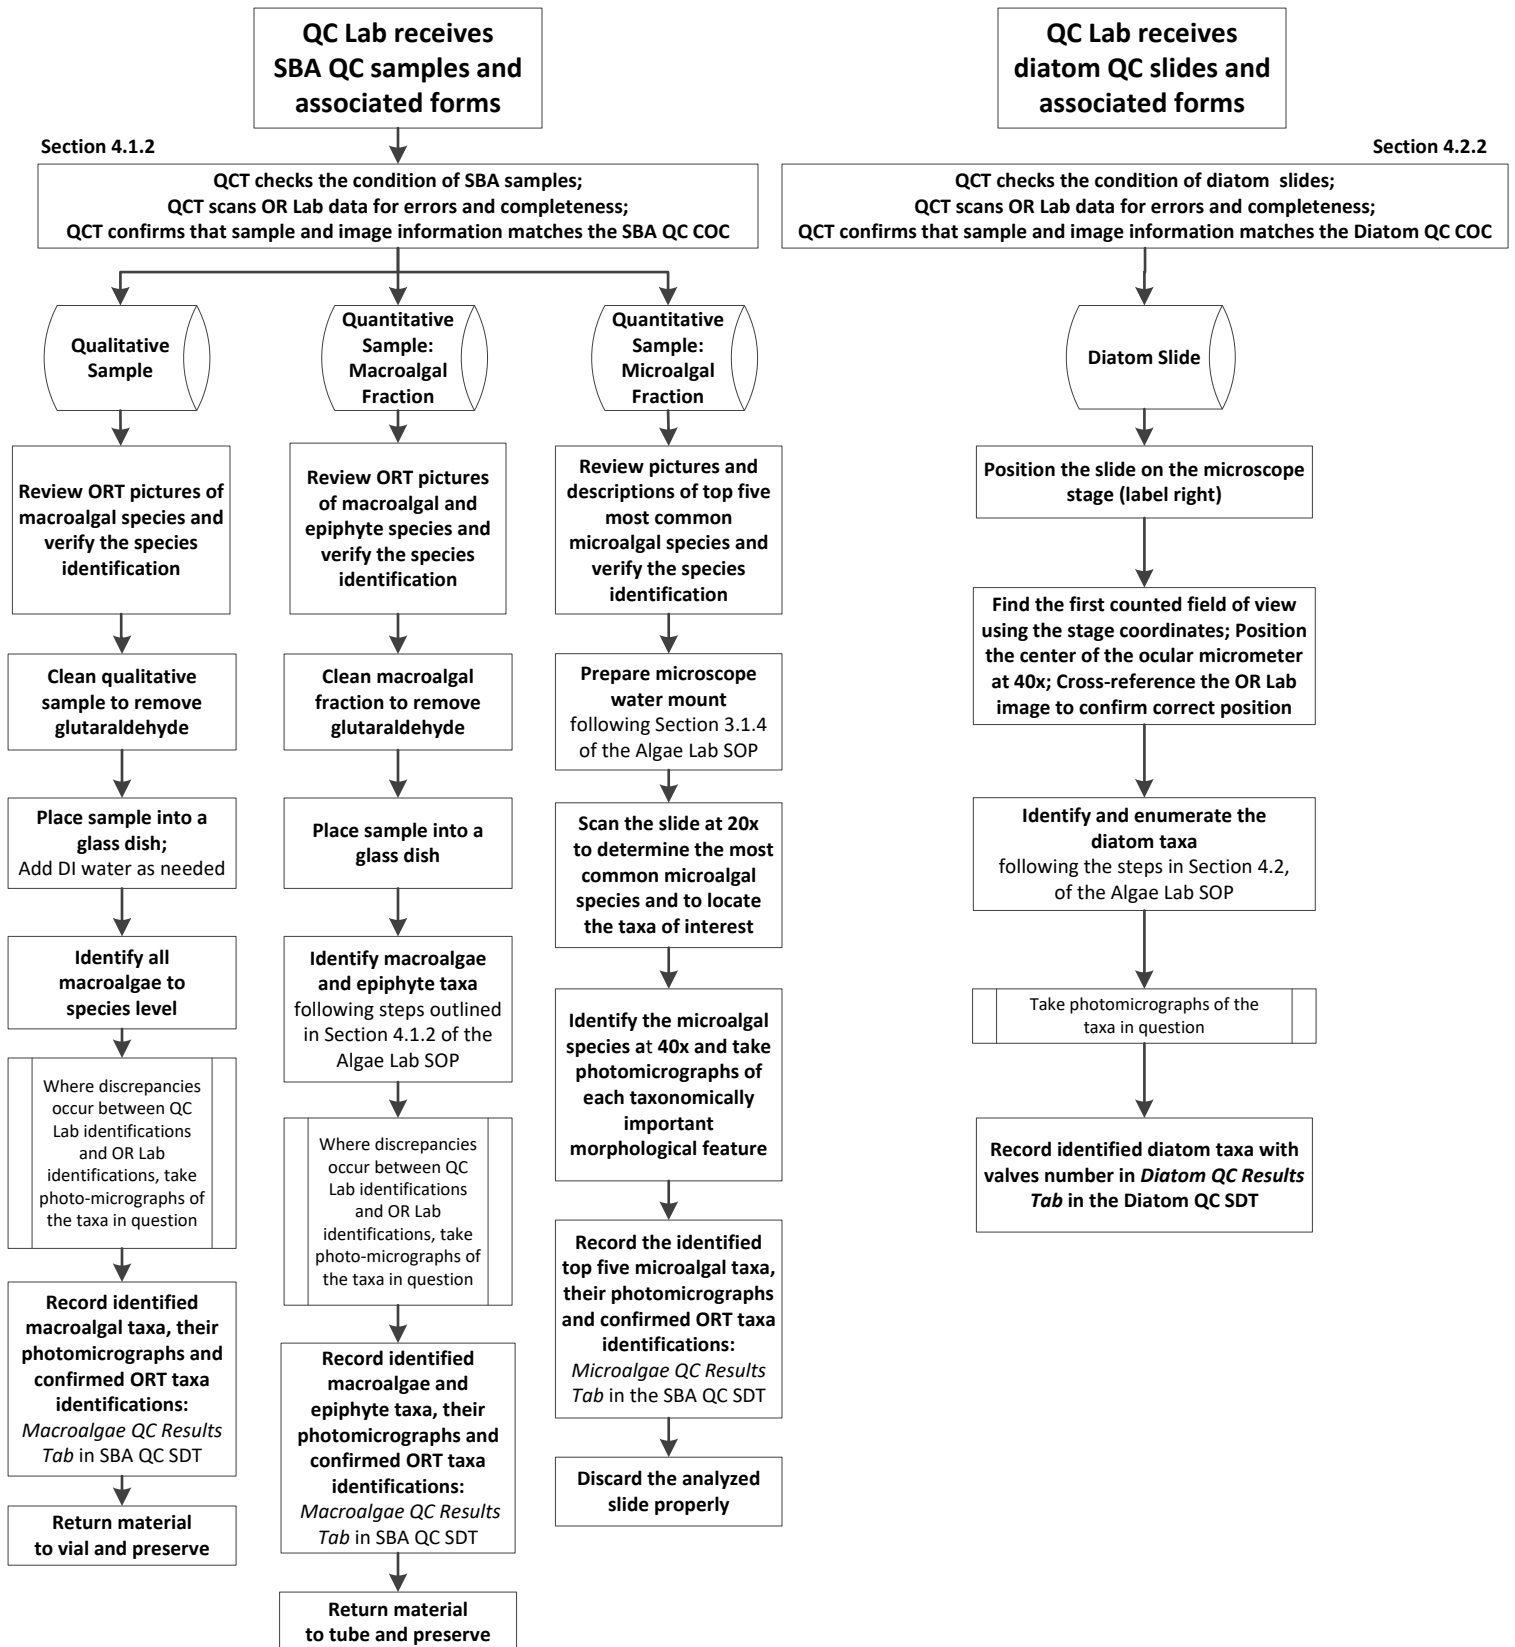 QC Lab receives
SBA QC samples and
associated forms
Section 4.1.2
QCT checks the condition of SBA samples;
QCT scans OR Lab data for errors and completeness;
QCT confirms that sample and image information matches the SBA QC COC
Qualitative
Sample
Review ORT pictures of
macroalgal species and
verify the species
identification
Clean qualitative
sample to remove
glutaraldehyde
Place sample into a
glass dish;
Add DI water as needed
Identify all
macroalgae to
species level
Where discrepancies
occur between QC
Lab identifications
and OR Lab
identifications, take
photo-micrographs of
the taxa in question
Record identified
macroalgal taxa, their
photomicrographs and
confirmed ORT taxa
identifications:
Macroalgae QC Results
Tab in SBA QC SDT
Return material
to vial and preserve
Quantitative
Sample:
Macroalgal
Fraction
Review ORT pictures
of macroalgal and
epiphyte species and
verify the species
identification
Clean macroalgal
fraction to remove
glutaraldehyde
Place sample into a
glass dish
Identify macroalgae
and epiphyte taxa
following steps outlined
in Section 4.1.2 of the
Algae Lab SOP
Where discrepancies
occur between QC
Lab identifications
and OR Lab
identifications, take
photo-micrographs of
the taxa in question
Record identified
macroalgae and
epiphyte taxa, their
photomicrographs and
confirmed ORT taxa
identifications:
Macroalgae QC Results
Tab in SBA QC SDT
Return material
to tube and preserve
Quantitative
Sample:
Microalgal
Fraction
Review pictures and
descriptions of top five
most common
microalgal species and
verify the species
identification
Prepare microscope
water mount
following Section 3.1.4
of the Algae Lab SOP
Scan the slide at 20x
to determine the most
common microalgal
species and to locate
the taxa of interest
Identify the microalgal
species at 40x and take
photomicrographs of
each taxonomically
important
morphological feature
Record the identified
top five microalgal taxa,
their photomicrographs
and confirmed ORT taxa
identifications:
Microalgae QC Results
Tab in the SBA QC SDT
Discard the analyzed
slide properly
QC Lab receives
diatom QC slides and
associated forms
Section 4.2.2
QCT checks the condition of diatom slides;
QCT scans OR Lab data for errors and completeness;
QCT confirms that sample and image information matches the Diatom QC COC
Diatom Slide
Position the slide on the microscope
stage (label right)
Find the first counted field of view
using the stage coordinates; Position
the center of the ocular micrometer
at 40x; Cross-reference the OR Lab
image to confirm correct position
Identify and enumerate the
diatom taxa
following the steps in Section 4.2,
of the Algae Lab SOP
Take photomicrographs of the
taxa in question
Record identified diatom taxa with
valves number in Diatom QC Results
Tab in the Diatom QC SDT